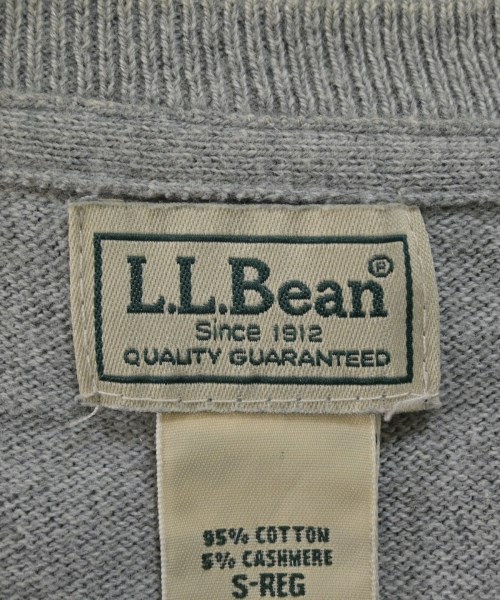 L.L.Bean®
Since 1912
QUALITY GUARANTEED
95% COTTON
5% CASHMERE
S-REG